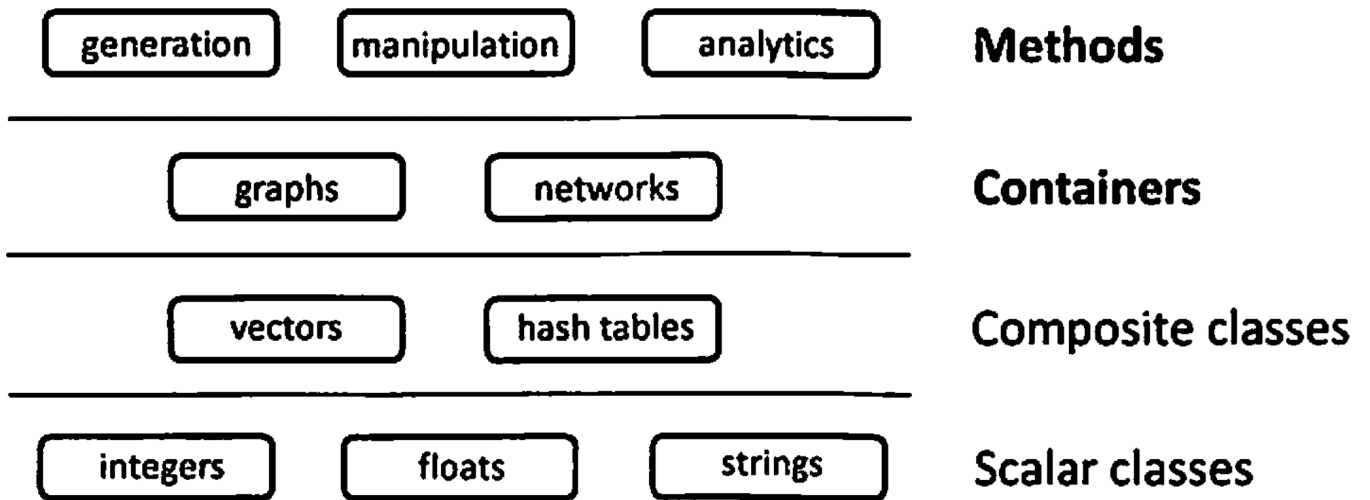 generation manipulation analytics Methods
graphs networks Containers
vectors hash tables Composite classes
integers floats strings Scalar classes